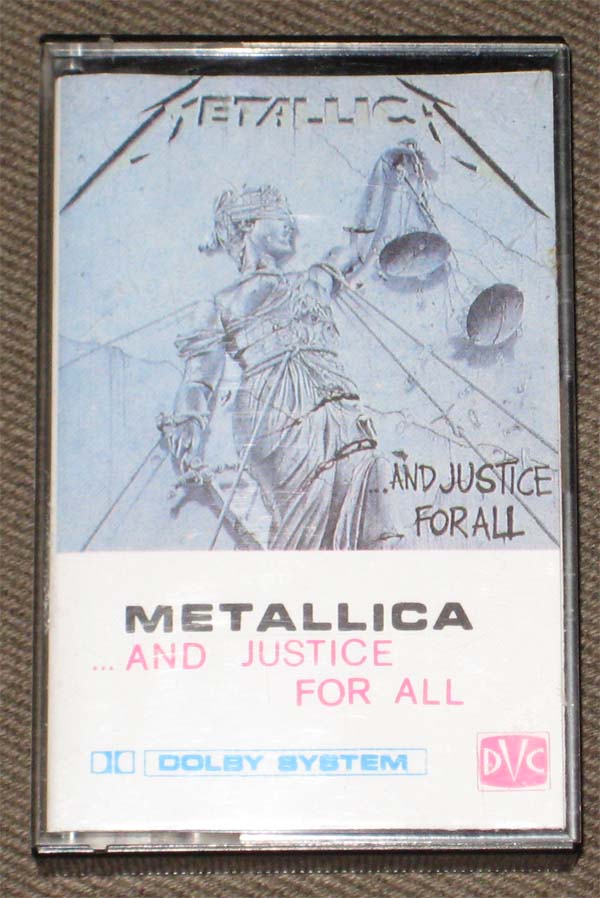 METALLICA
...AND JUSTICE
FOR ALL
METALLICA
... AND JUSTICE
FOR ALL
DOLBY SYSTEM
DVC